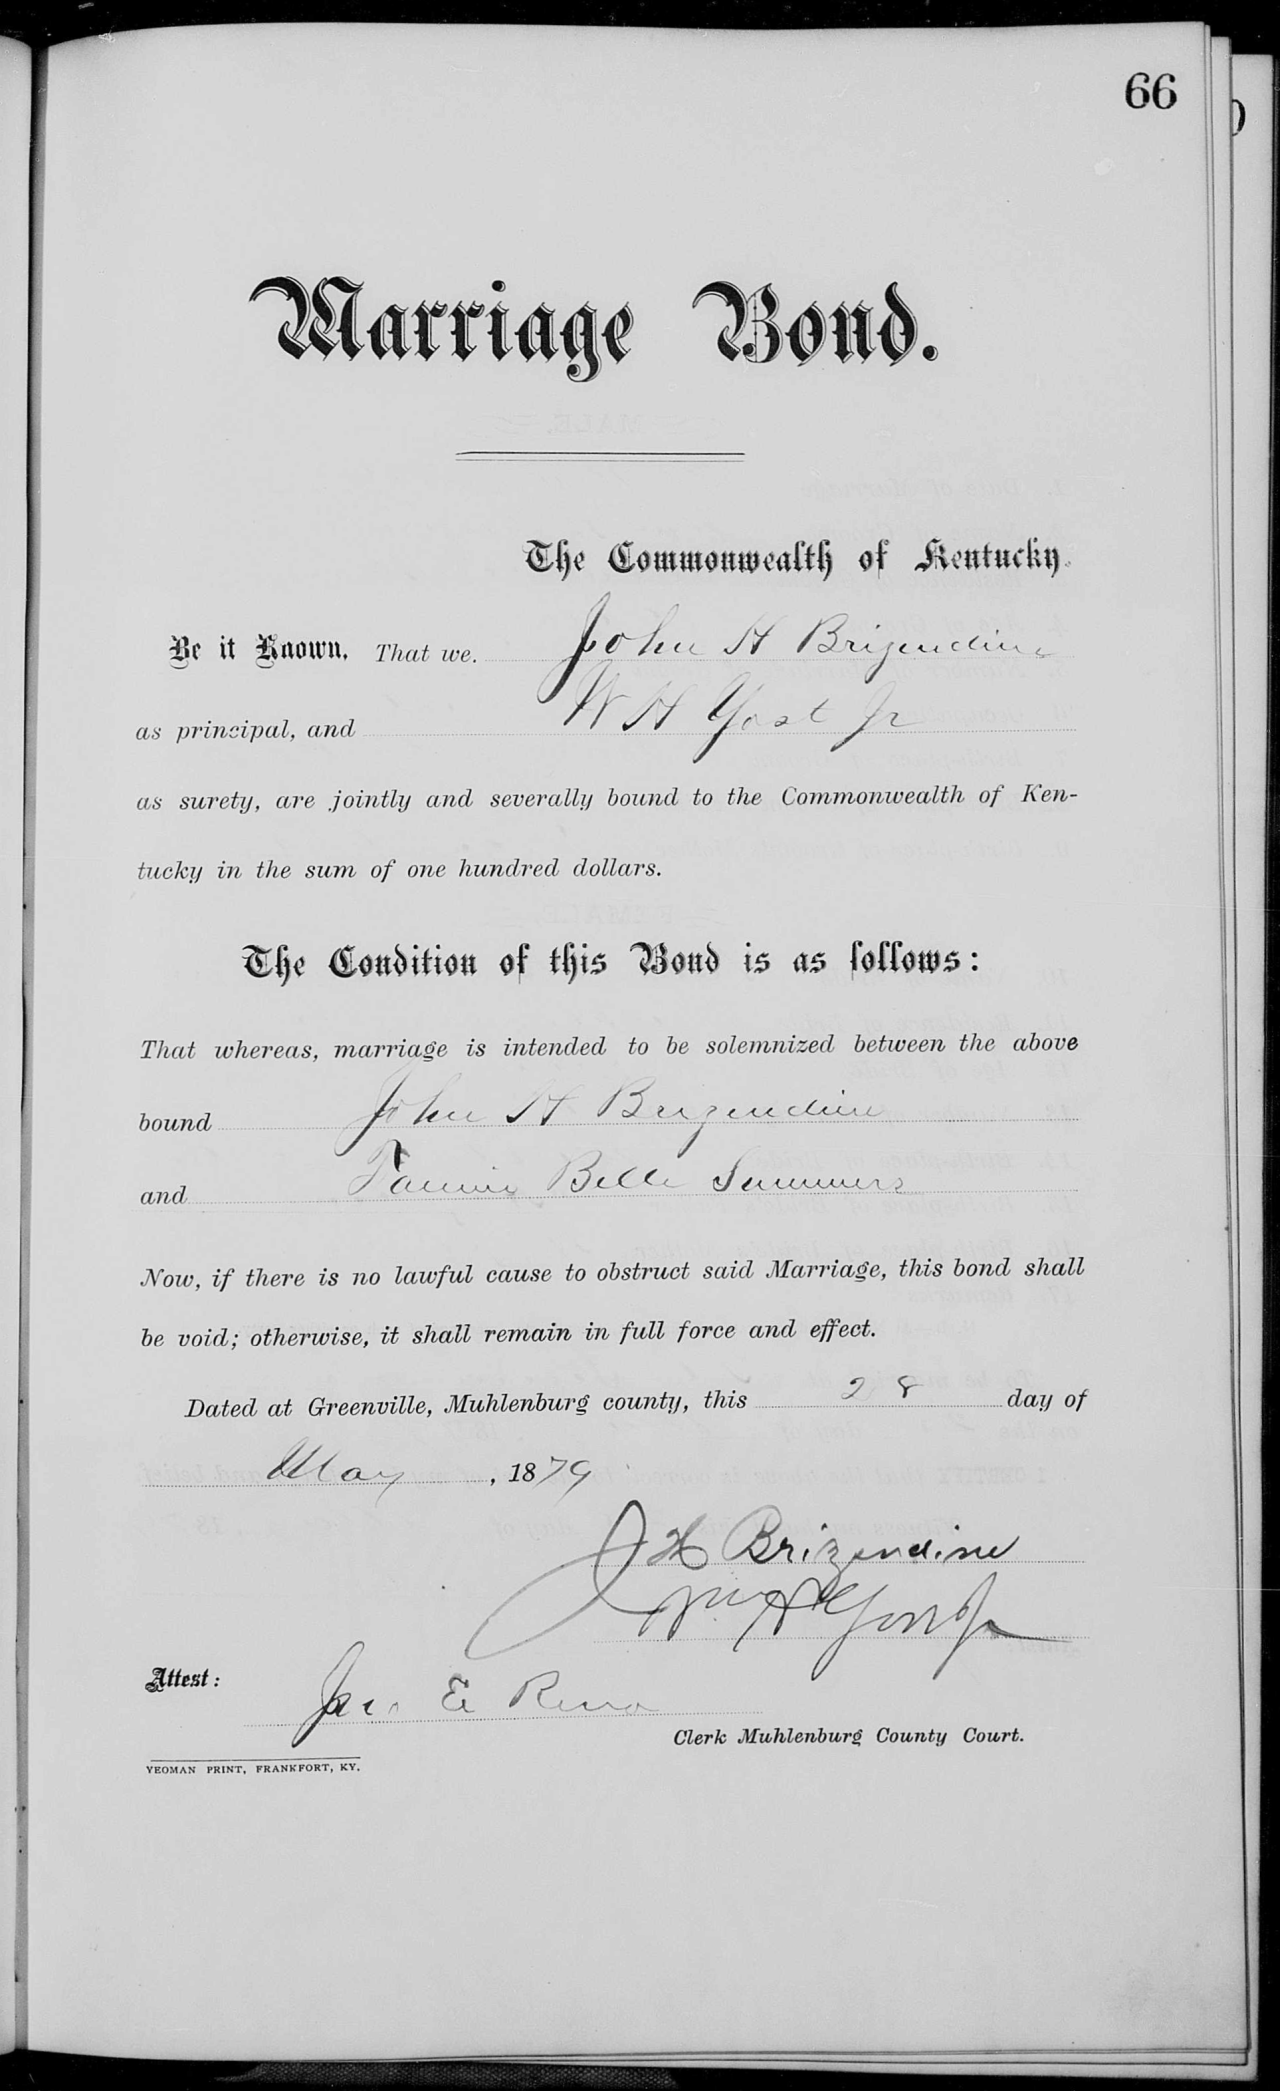 66
Marriage Bond.
The Commonwealth of Kentucky.
Be it Known, That we, John H Brizendine
as principal, and W H Yost Jr
as surety, are jointly and severally bound to the Commonwealth of Ken-
tucky in the sum of one hundred dollars.
The Condition of this Bond is as follows:
That whereas, marriage is intended to be solemnized between the above
bound John H Brizendine
and Fannie Belle Summers
Now, if there is no lawful cause to obstruct said Marriage, this bond shall
be void; otherwise, it shall remain in full force and effect.
Dated at Greenville, Muhlenburg county, this 28 day of
May, 1879
J H Brizendine
Wm H Yost Jr
Attest:
Jno E Reno
Clerk Muhlenburg County Court.
YEOMAN PRINT, FRANKFORT, KY.